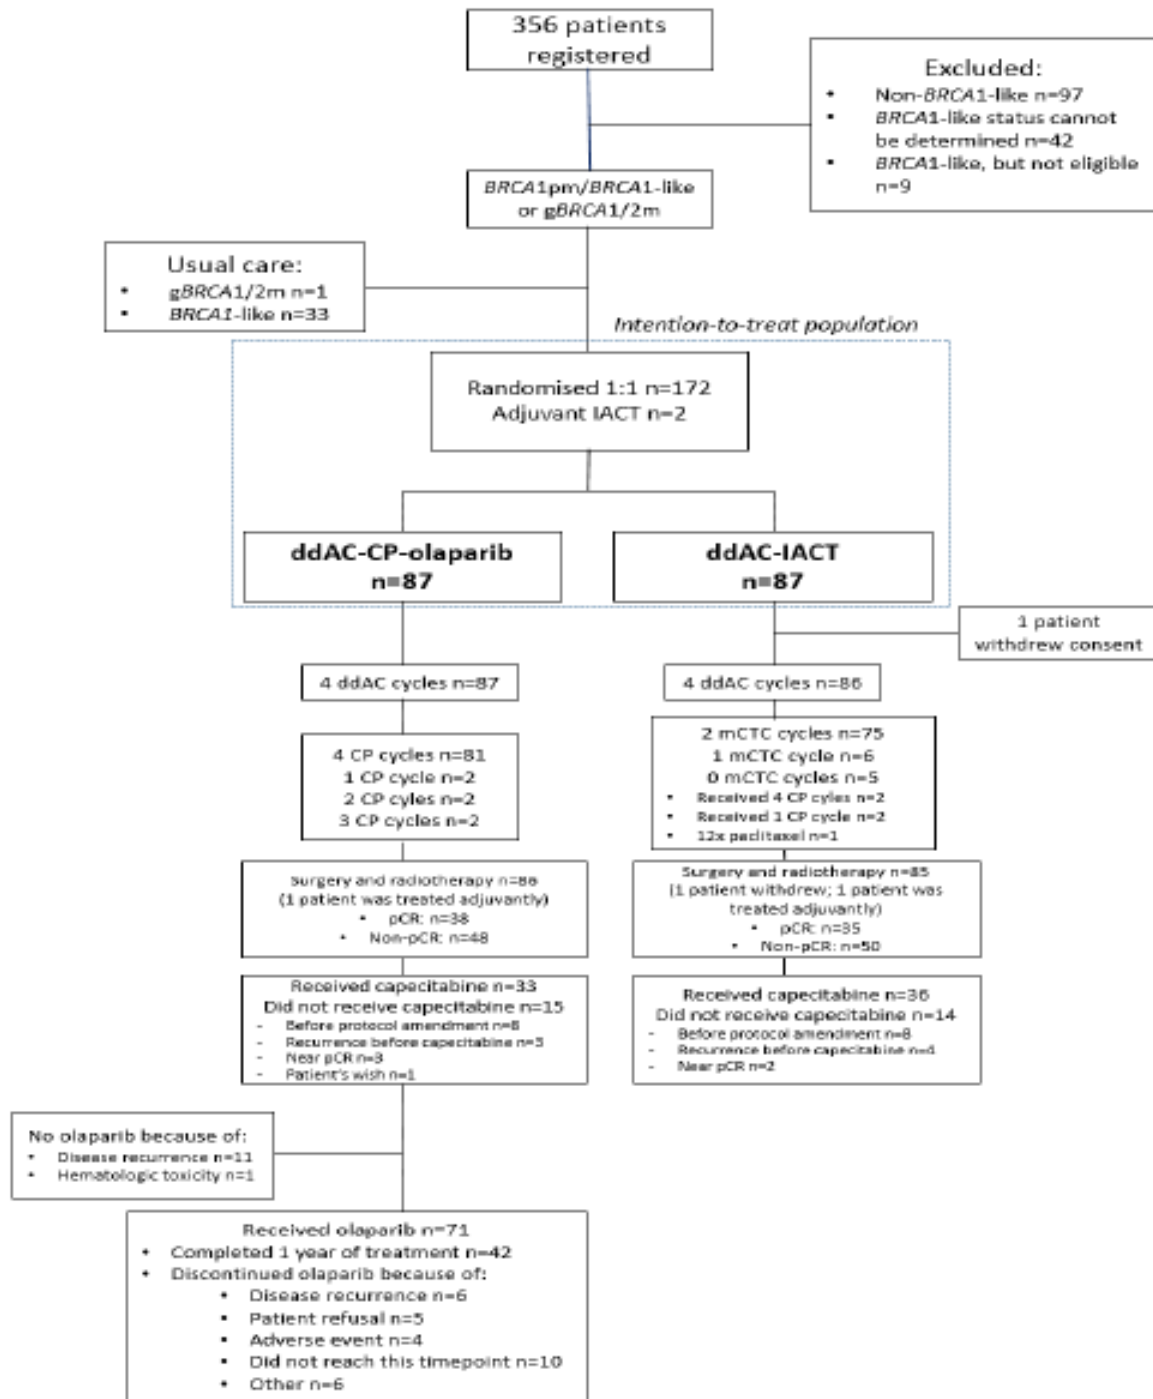 356 patients
registered
Excluded:
• Non-BRCA1-like n=97
• BRCA1-like status cannot
be determined n=42
• BRCA1-like, but not eligible
n=9
BRCA1pm/BRCA1-like
or gBRCA1/2m
Usual care:
• gBRCA1/2m n=1
• BRCA1-like n=33
Intention-to-treat population
Randomised 1:1 n=172
Adjuvant IACT n=2
ddAC-CP-olaparib
n=87
ddAC-IACT
n=87
1 patient
withdrew consent
4 ddAC cycles n=87
4 ddAC cycles n=86
4 CP cycles n=81
1 CP cycle n=2
2 CP cyles n=2
3 CP cycles n=2
2 mCTC cycles n=75
1 mCTC cycle n=6
0 mCTC cycles n=5
• Received 4 CP cyles n=2
• Received 1 CP cycle n=2
• 12x paclitaxel n=1
Surgery and radiotherapy n=86
(1 patient was treated adjuvantly)
• pCR: n=38
• Non-pCR: n=48
Surgery and radiotherapy n=85
(1 patient withdrew; 1 patient was
treated adjuvantly)
• pCR: n=35
• Non-pCR: n=50
Received capecitabine n=33
Did not receive capecitabine n=15
- Before protocol amendment
- Recurrence before capecitabine
- Near pCR n=3
- Patient's wish n=1
Received capecitabine n=36
Did not receive capecitabine n=14
- Before protocol amendment n=8
- Recurrence before capecitabine n=4
- Near pCR n=2
No olaparib because of:
• Disease recurrence n=11
• Hematologic toxicity n=1
Received olaparib n=71
• Completed 1 year of treatment n=42
• Discontinued olaparib because of:
• Disease recurrence n=6
• Patient refusal n=5
• Adverse event n=4
• Did not reach this timepoint n=10
• Other n=6